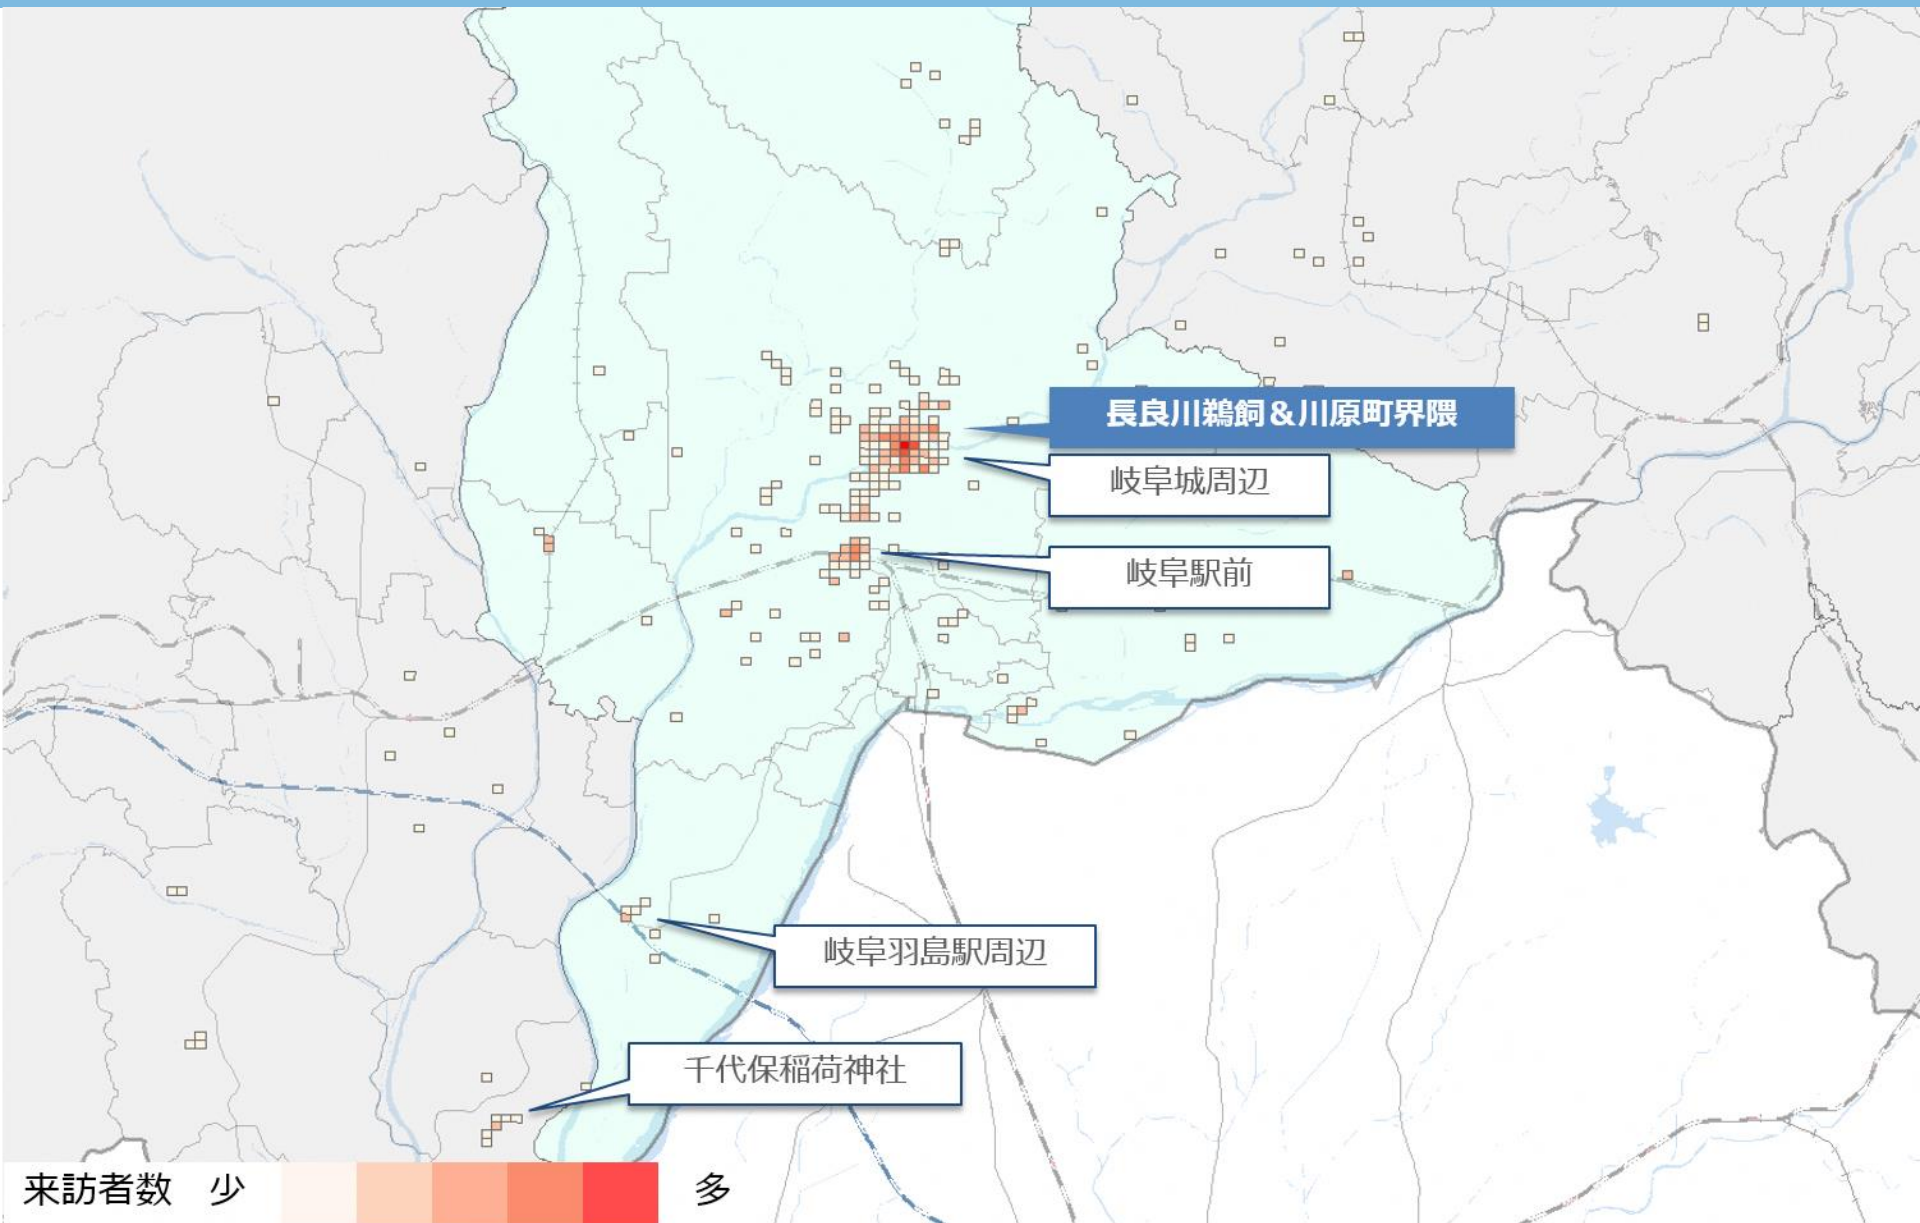 長良川鵜飼＆川原町界隈
岐阜城周辺
岐阜駅前
岐阜羽島駅周辺
千代保稲荷神社
来訪者数 少 多